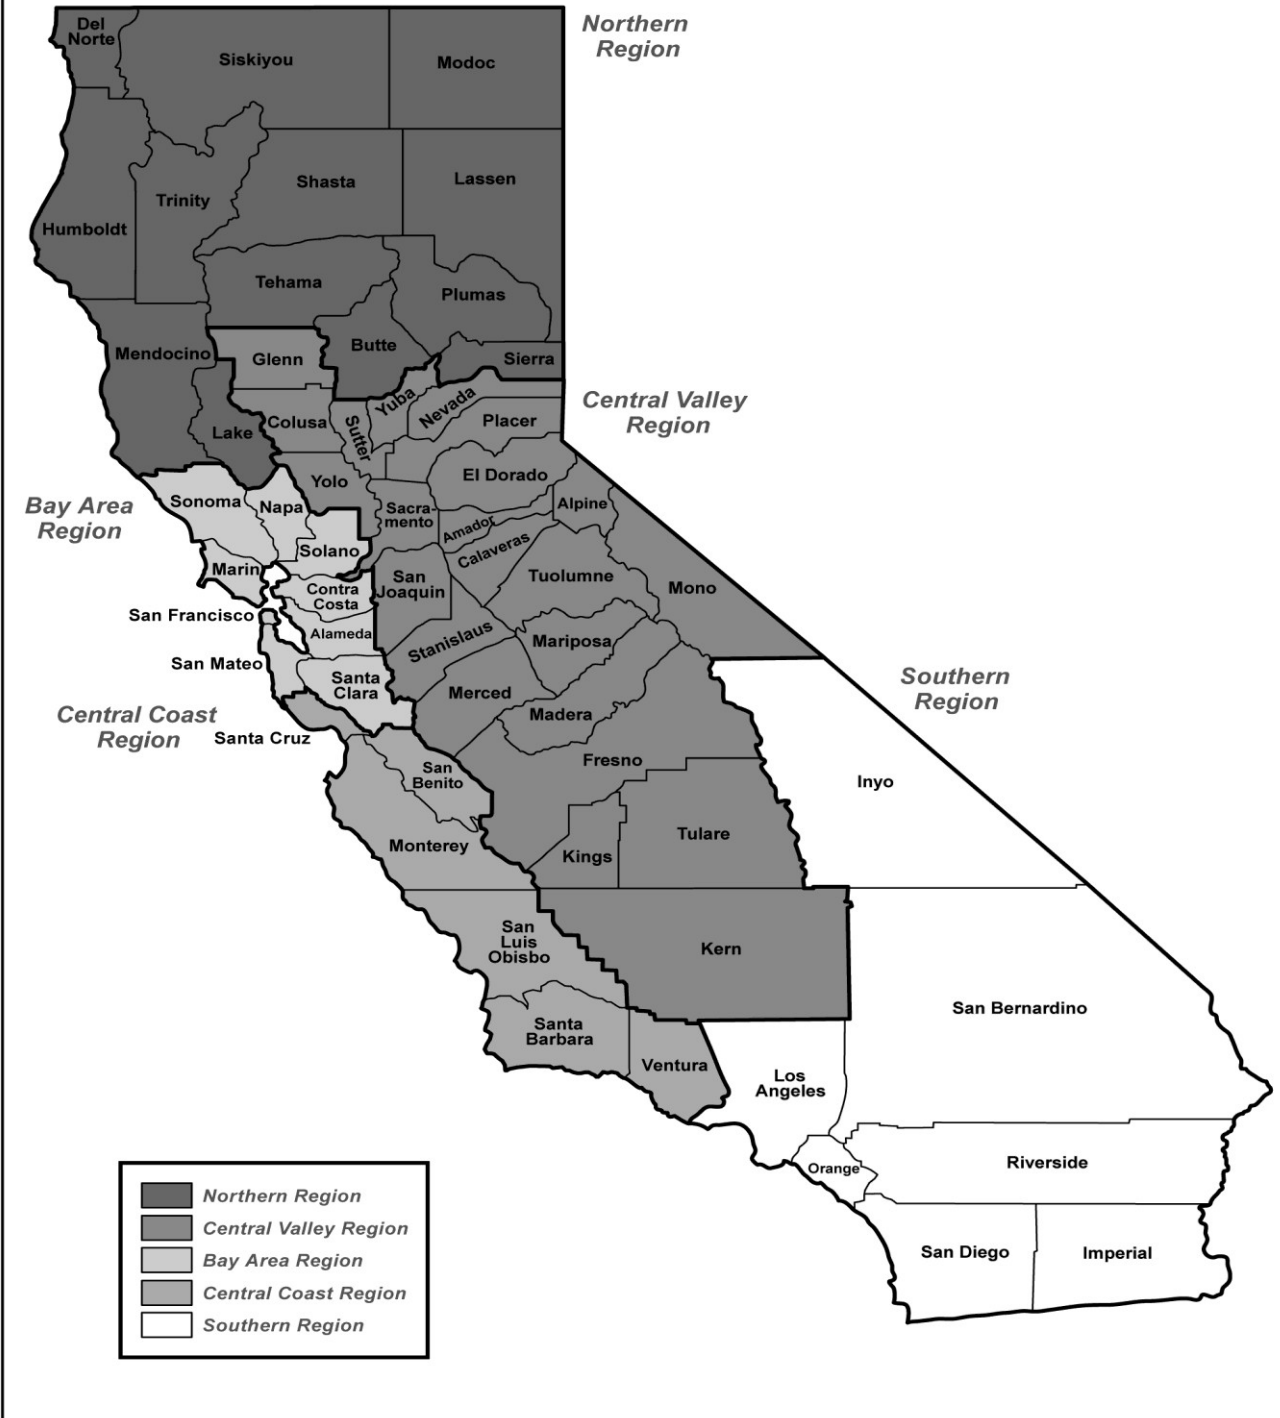 Del
Norte
Siskiyou
Modoc
Northern
Region
Shasta
Lassen
Trinity
Humboldt
Tehama
Plumas
Mendocino
Glenn
Butte
Sierra
Central Valley
Region
Lake
Colusa
Sutter
Yuba
Nevada
Placer
Yolo
El Dorado
Bay Area
Region
Sonoma
Napa
Sacra-
mento
Amador
Alpine
Solano
Calaveras
Marin
Contra
Costa
San
Joaquin
Tuolumne
Mono
San Francisco
Alameda
Stanislaus
Mariposa
San Mateo
Santa
Clara
Merced
Madera
Southern
Region
Central Coast
Region
Santa Cruz
San
Benito
Fresno
Inyo
Monterey
Kings
Tulare
San
Luis
Obisbo
Kern
San Bernardino
Santa
Barbara
Ventura
Los
Angeles
Orange
Riverside
San Diego
Imperial
Northern Region
Central Valley Region
Bay Area Region
Central Coast Region
Southern Region